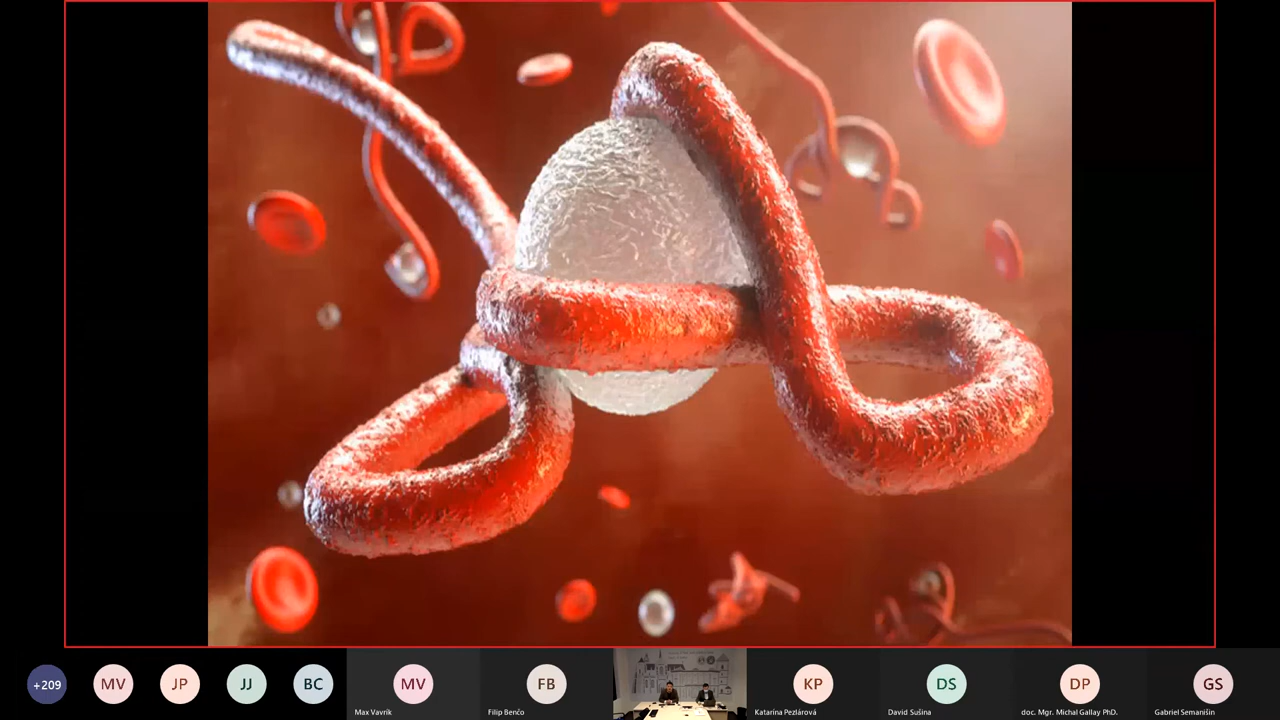 +209
MV
JP
JJ
BC
MV
FB
KP
DS
DP
GS
Max Vavrík
Filip Benčo
Katarína Pezlárová
David Sušina
doc. Mgr. Michal Gallay PhD.
Gabriel Semanišin